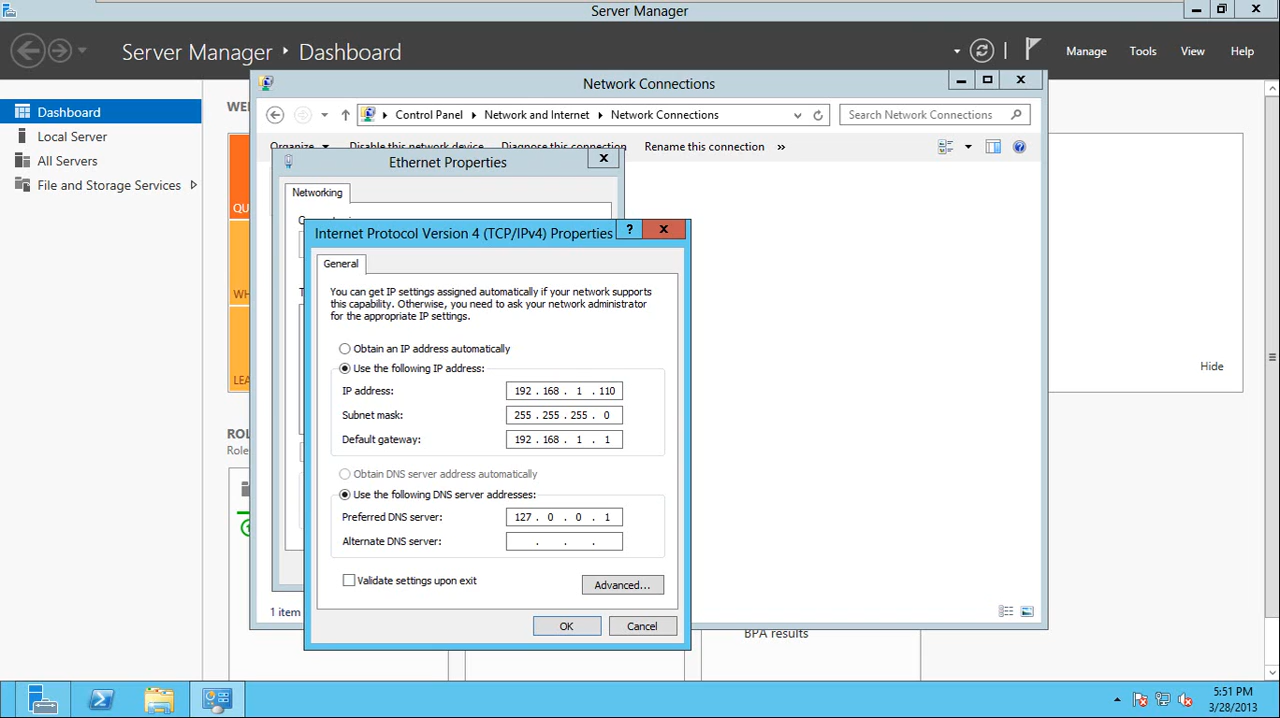 Server Manager
Server Manager ‣ Dashboard
Manage Tools View Help
Dashboard
Local Server
All Servers
File and Storage Services
Network Connections
Control Panel Network and Internet Network Connections
Search Network Connections
Organize Disable this network device Diagnose this connection Rename this connection »
Ethernet Properties
Networking
Internet Protocol Version 4 (TCP/IPv4) Properties
?
General
You can get IP settings assigned automatically if your network supports
this capability. Otherwise, you need to ask your network administrator
for the appropriate IP settings.
Obtain an IP address automatically
Use the following IP address:
IP address: 192 . 168 . 1 . 110
Subnet mask: 255 . 255 . 255 . 0
Default gateway: 192 . 168 . 1 . 1
Obtain DNS server address automatically
Use the following DNS server addresses:
Preferred DNS server: 127 . 0 . 0 . 1
Alternate DNS server: . . .
Validate settings upon exit
Advanced...
OK Cancel
1 item
Hide
BPA results
5:51 PM
3/28/2013